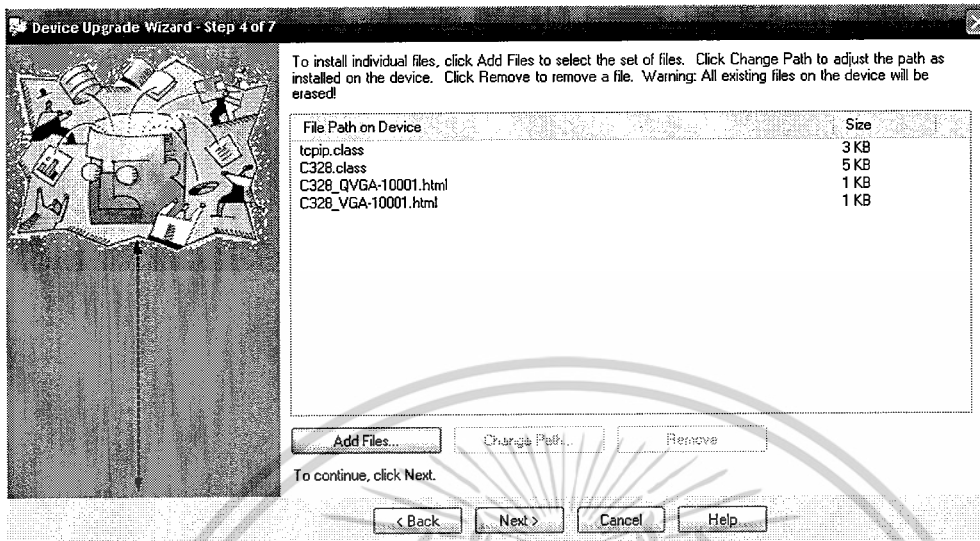 Device Upgrade Wizard - Step 4 of 7
To install individual files, click Add Files to select the set of files. Click Change Path to adjust the path as
installed on the device. Click Remove to remove a file. Warning: All existing files on the device will be
erased!
File Path on Device Size
tcpip.class 3 KB
C328.class 5 KB
C328_QVGA-10001.html 1 KB
C328_VGA-10001.html 1 KB
Add Files... Change Path... Remove
To continue, click Next.
< Back Next > Cancel Help